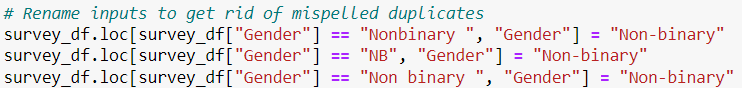 # Rename inputs to get rid of mispelled duplicates
survey_df.loc[survey_df["Gender"] == "Nonbinary ", "Gender"] = "Non-binary"
survey_df.loc[survey_df["Gender"] == "NB", "Gender"] = "Non-binary"
survey_df.loc[survey_df["Gender"] == "Non binary ", "Gender"] = "Non-binary"